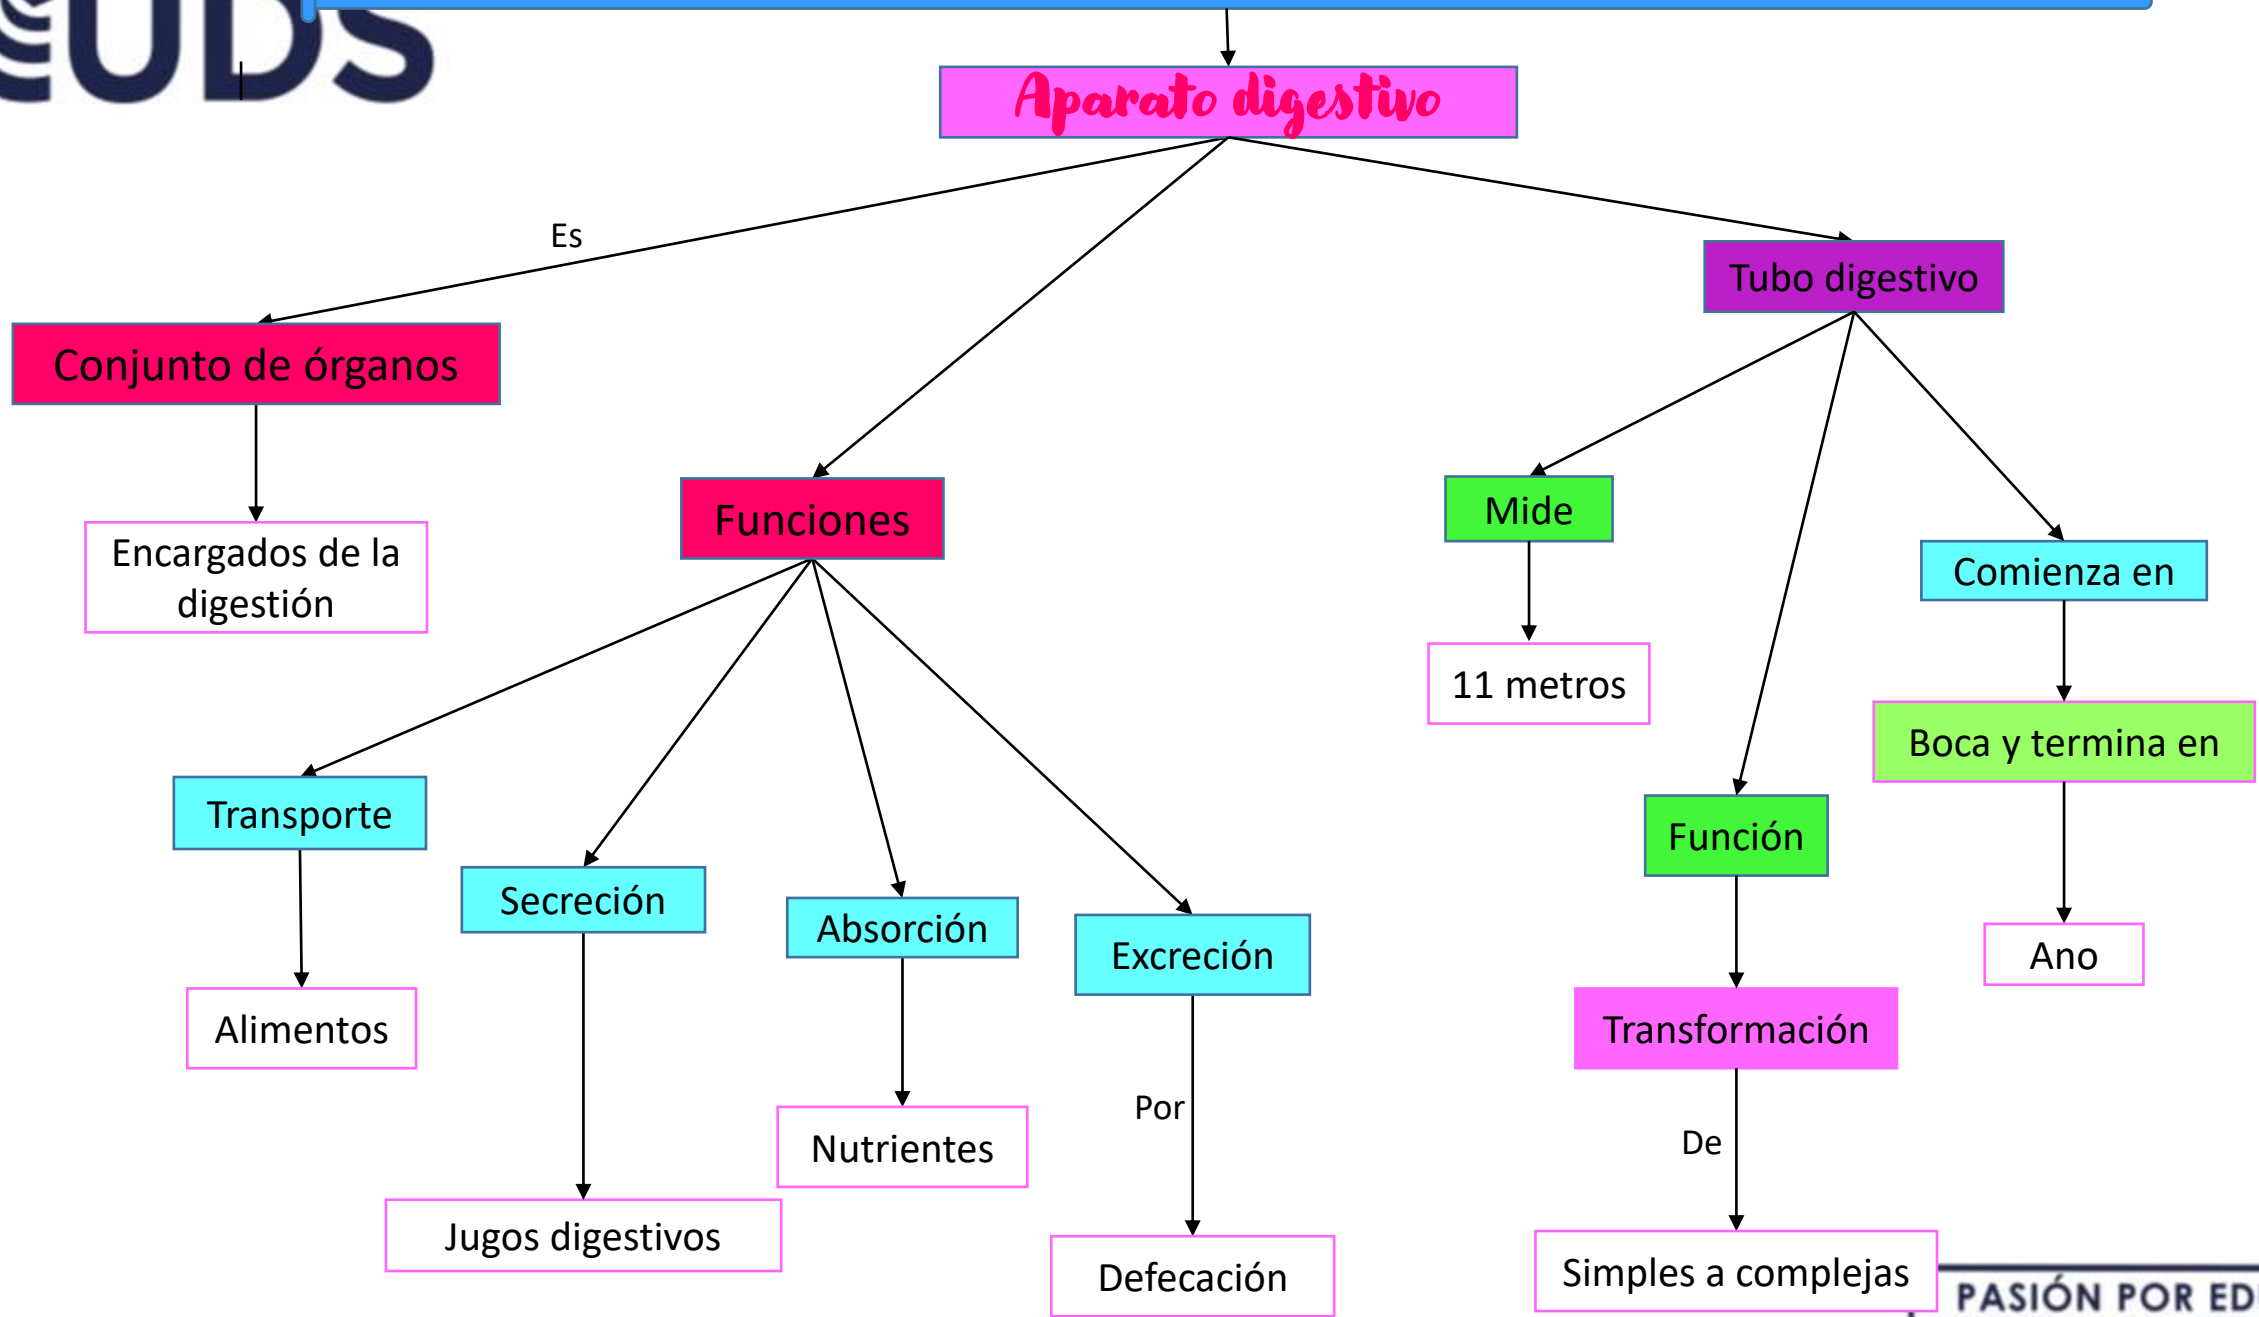 UDS
Aparato digestivo
Es
Tubo digestivo
Conjunto de órganos
Funciones
Mide
Encargados de la
digestión
Comienza en
11 metros
Boca y termina en
Transporte
Función
Secreción
Absorción
Excreción
Ano
Alimentos
Transformación
Por
Nutrientes
De
Jugos digestivos
Defecación
Simples a complejas
PASIÓN POR